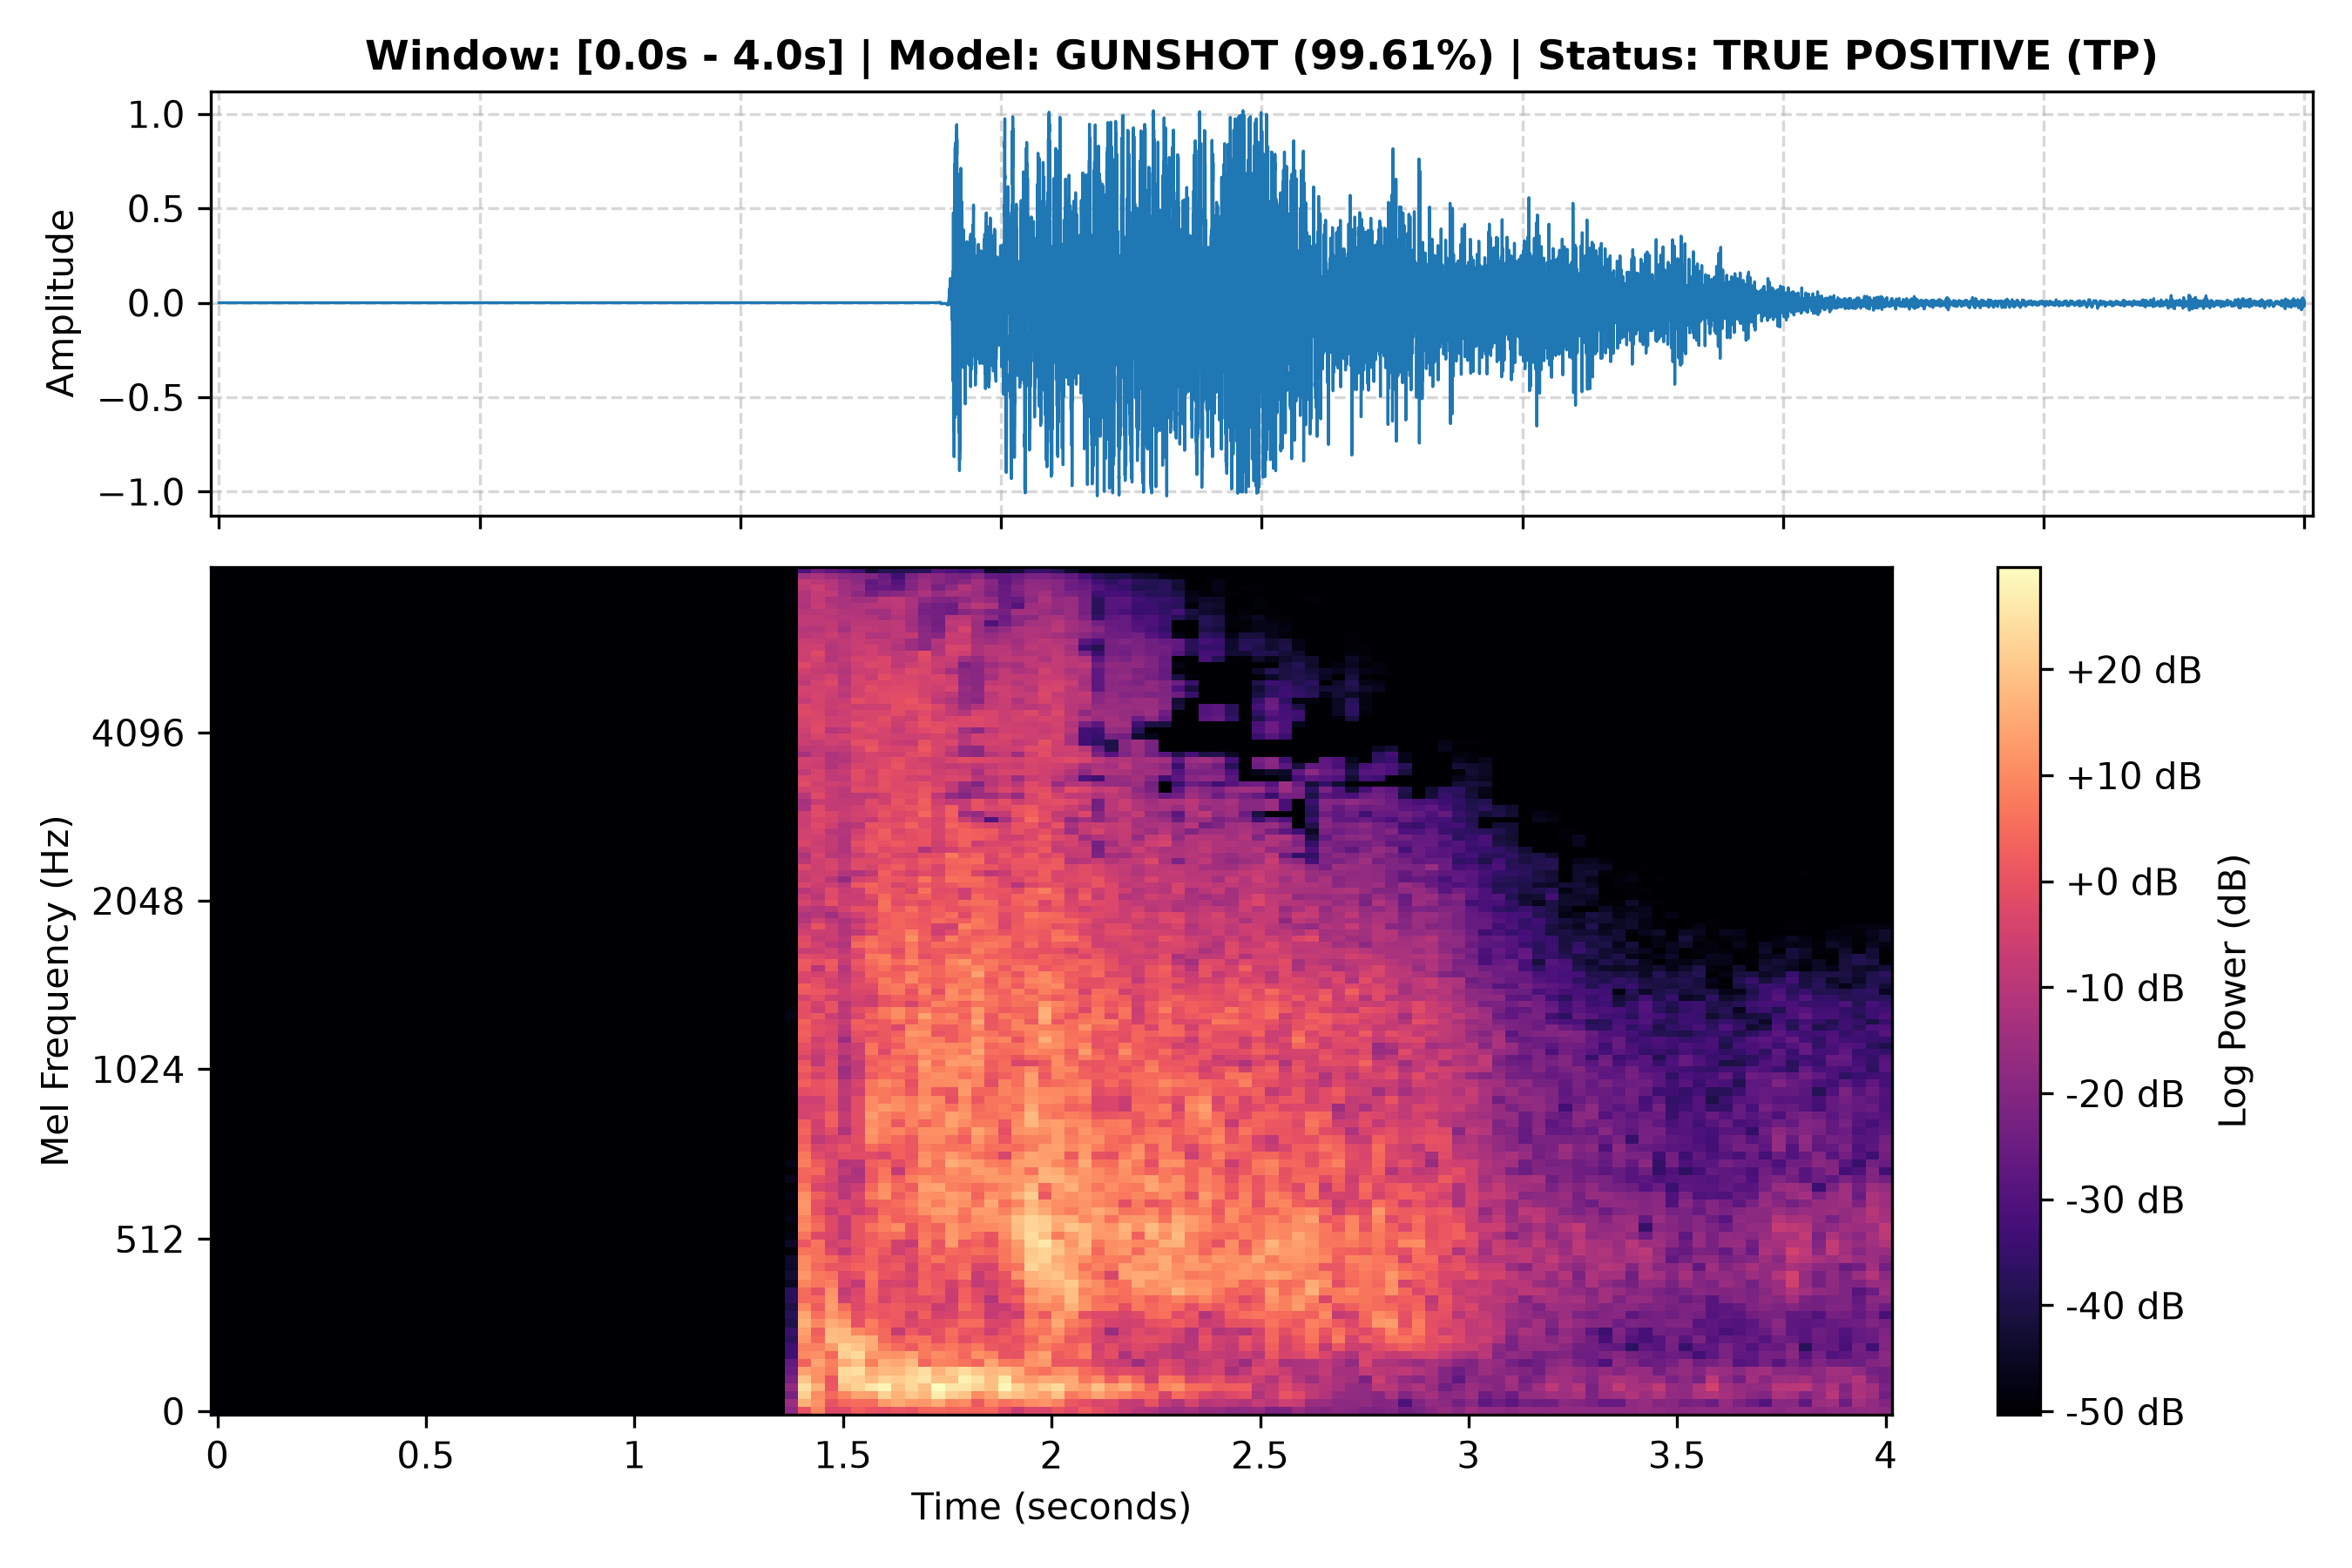 Window: [0.0s - 4.0s] | Model: GUNSHOT (99.61%) | Status: TRUE POSITIVE (TP)
1.0
0.5
0.0
−0.5
−1.0
Amplitude
4096
2048
1024
512
0
Mel Frequency (Hz)
0 0.5 1 1.5 2 2.5 3 3.5 4
Time (seconds)
+20 dB
+10 dB
+0 dB
-10 dB
-20 dB
-30 dB
-40 dB
-50 dB
Log Power (dB)